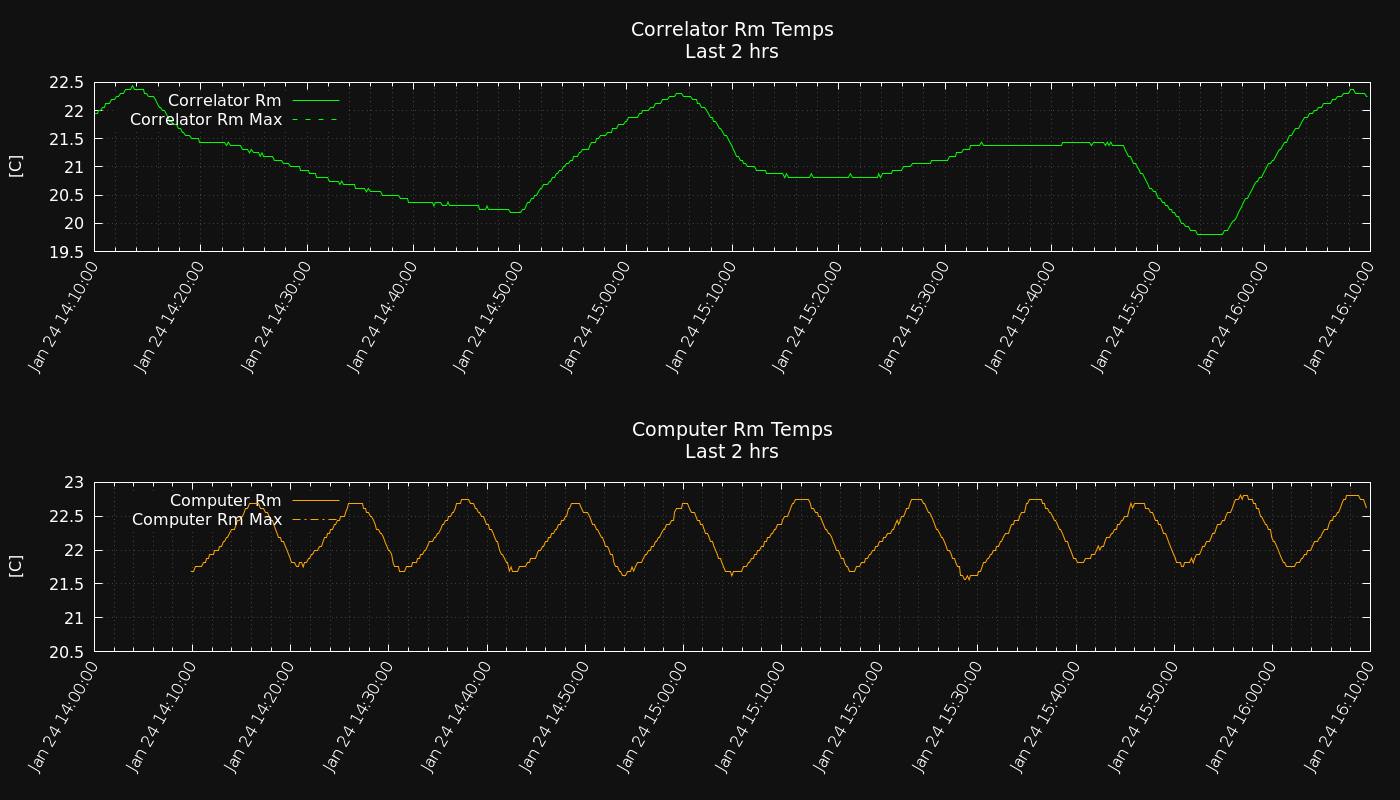 Correlator Rm Temps
Last 2 hrs
22.5
22
21.5
21
20.5
20
19.5
[C]
Correlator Rm
Correlator Rm Max
Jan 24 14:10:00
Jan 24 14:20:00
Jan 24 14:30:00
Jan 24 14:40:00
Jan 24 14:50:00
Jan 24 15:00:00
Jan 24 15:10:00
Jan 24 15:20:00
Jan 24 15:30:00
Jan 24 15:40:00
Jan 24 15:50:00
Jan 24 16:00:00
Jan 24 16:10:00
Computer Rm Temps
Last 2 hrs
23
22.5
22
21.5
21
20.5
[C]
Computer Rm
Computer Rm Max
Jan 24 14:00:00
Jan 24 14:10:00
Jan 24 14:20:00
Jan 24 14:30:00
Jan 24 14:40:00
Jan 24 14:50:00
Jan 24 15:00:00
Jan 24 15:10:00
Jan 24 15:20:00
Jan 24 15:30:00
Jan 24 15:40:00
Jan 24 15:50:00
Jan 24 16:00:00
Jan 24 16:10:00